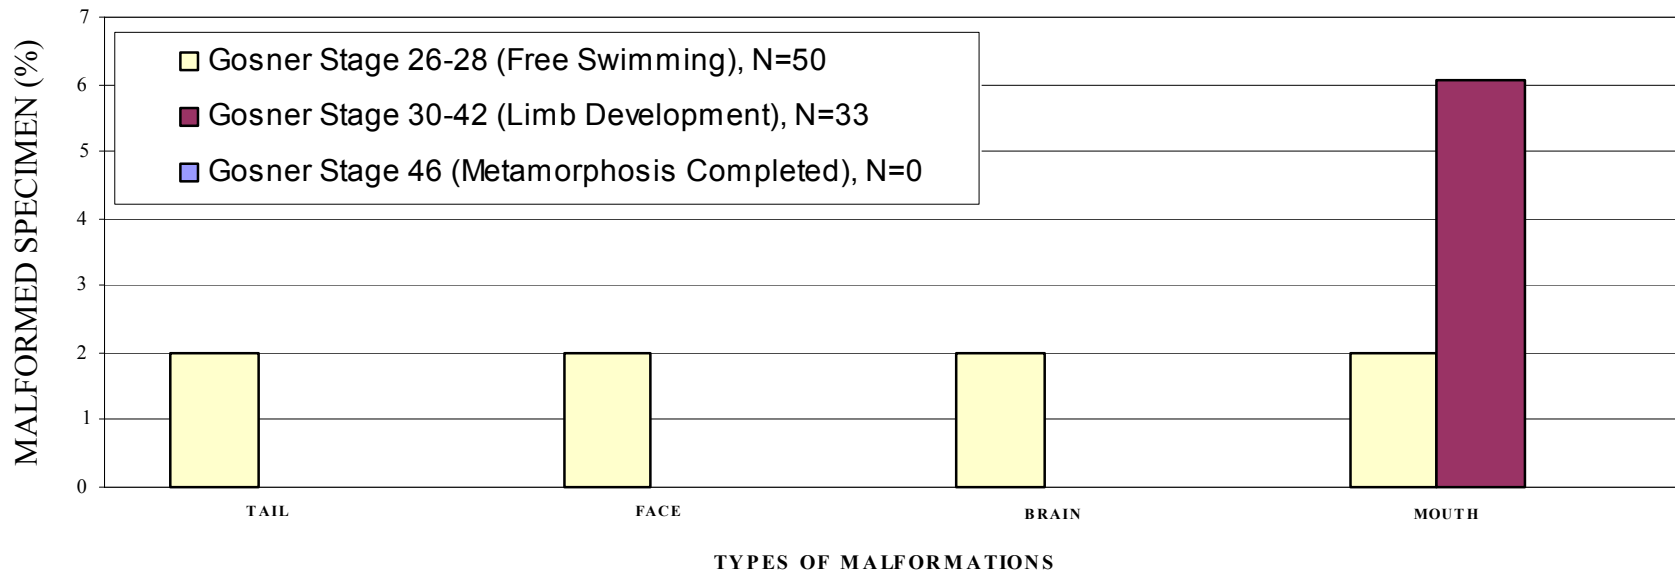 MALFORMED SPECIMEN (%)
7
6
5
4
3
2
1
0
Gosner Stage 26-28 (Free Swimming), N=50
Gosner Stage 30-42 (Limb Development), N=33
Gosner Stage 46 (Metamorphosis Completed), N=0
TAIL FACE BRAIN MOUTH
TYPES OF MALFORMATIONS